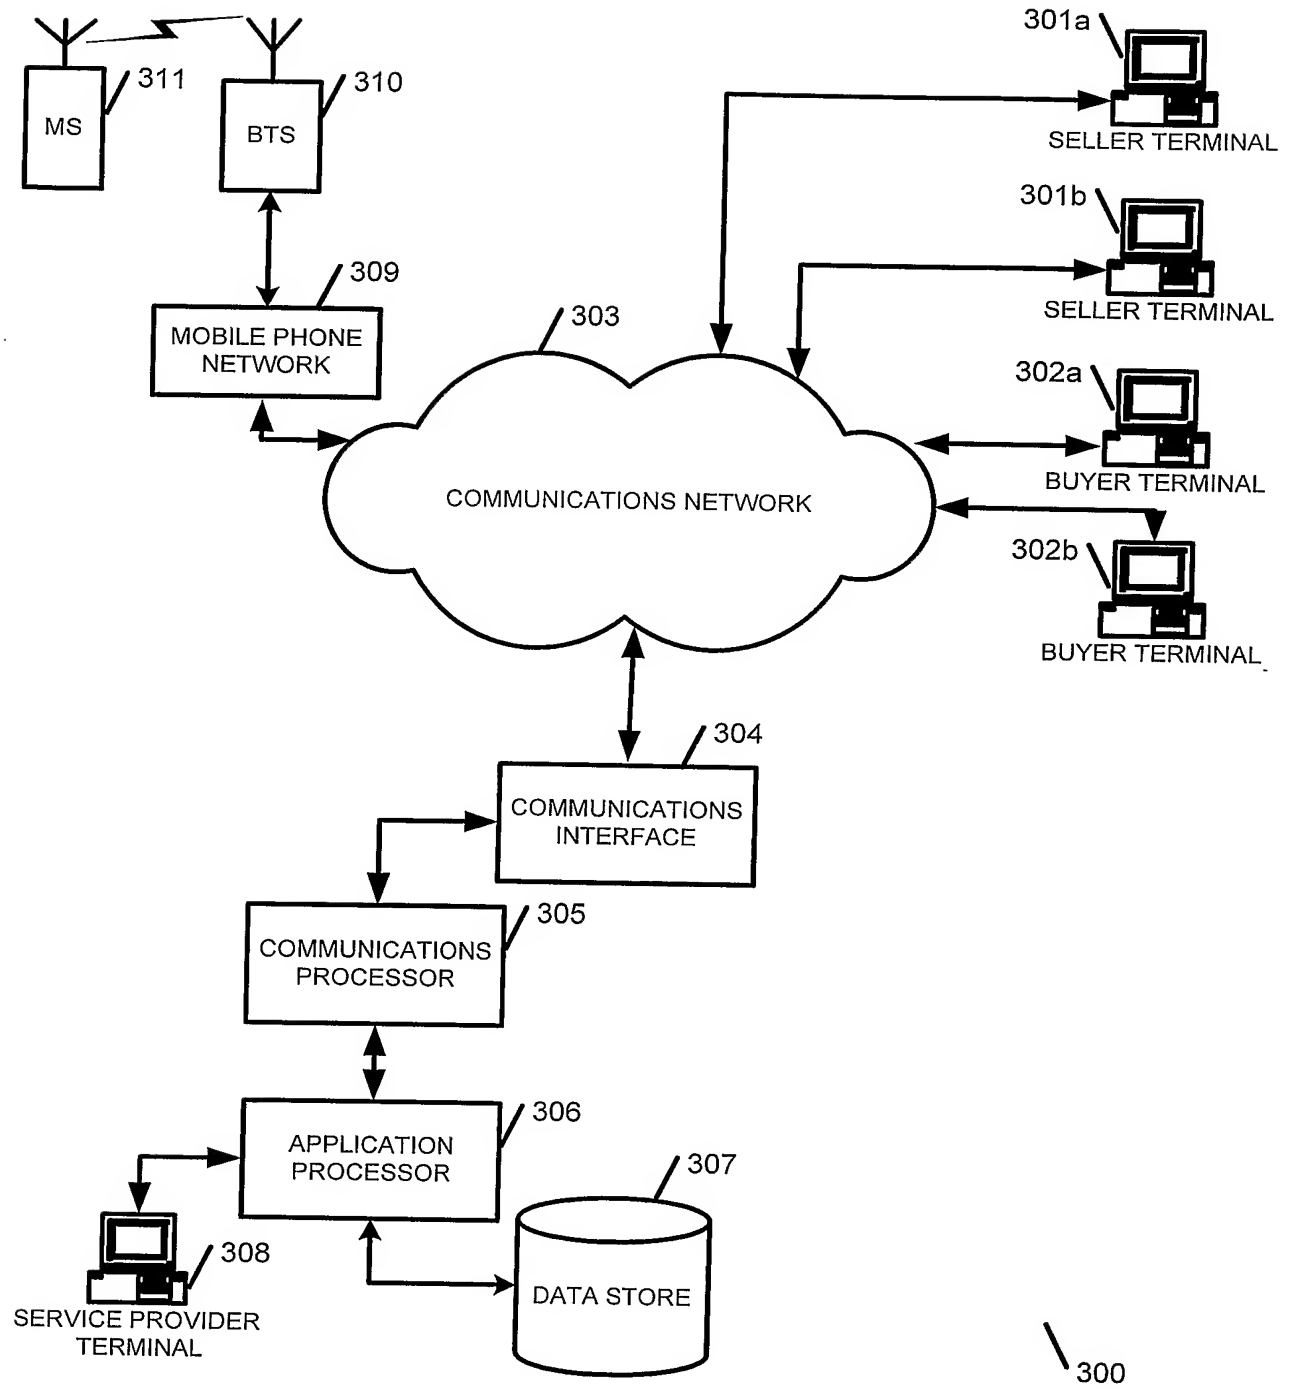 311
MS
310
BTS
301a
SELLER TERMINAL
301b
SELLER TERMINAL
309
MOBILE PHONE
NETWORK
303
COMMUNICATIONS NETWORK
302a
BUYER TERMINAL
302b
BUYER TERMINAL
304
COMMUNICATIONS
INTERFACE
305
COMMUNICATIONS
PROCESSOR
306
APPLICATION
PROCESSOR
307
DATA STORE
308
SERVICE PROVIDER
TERMINAL
300